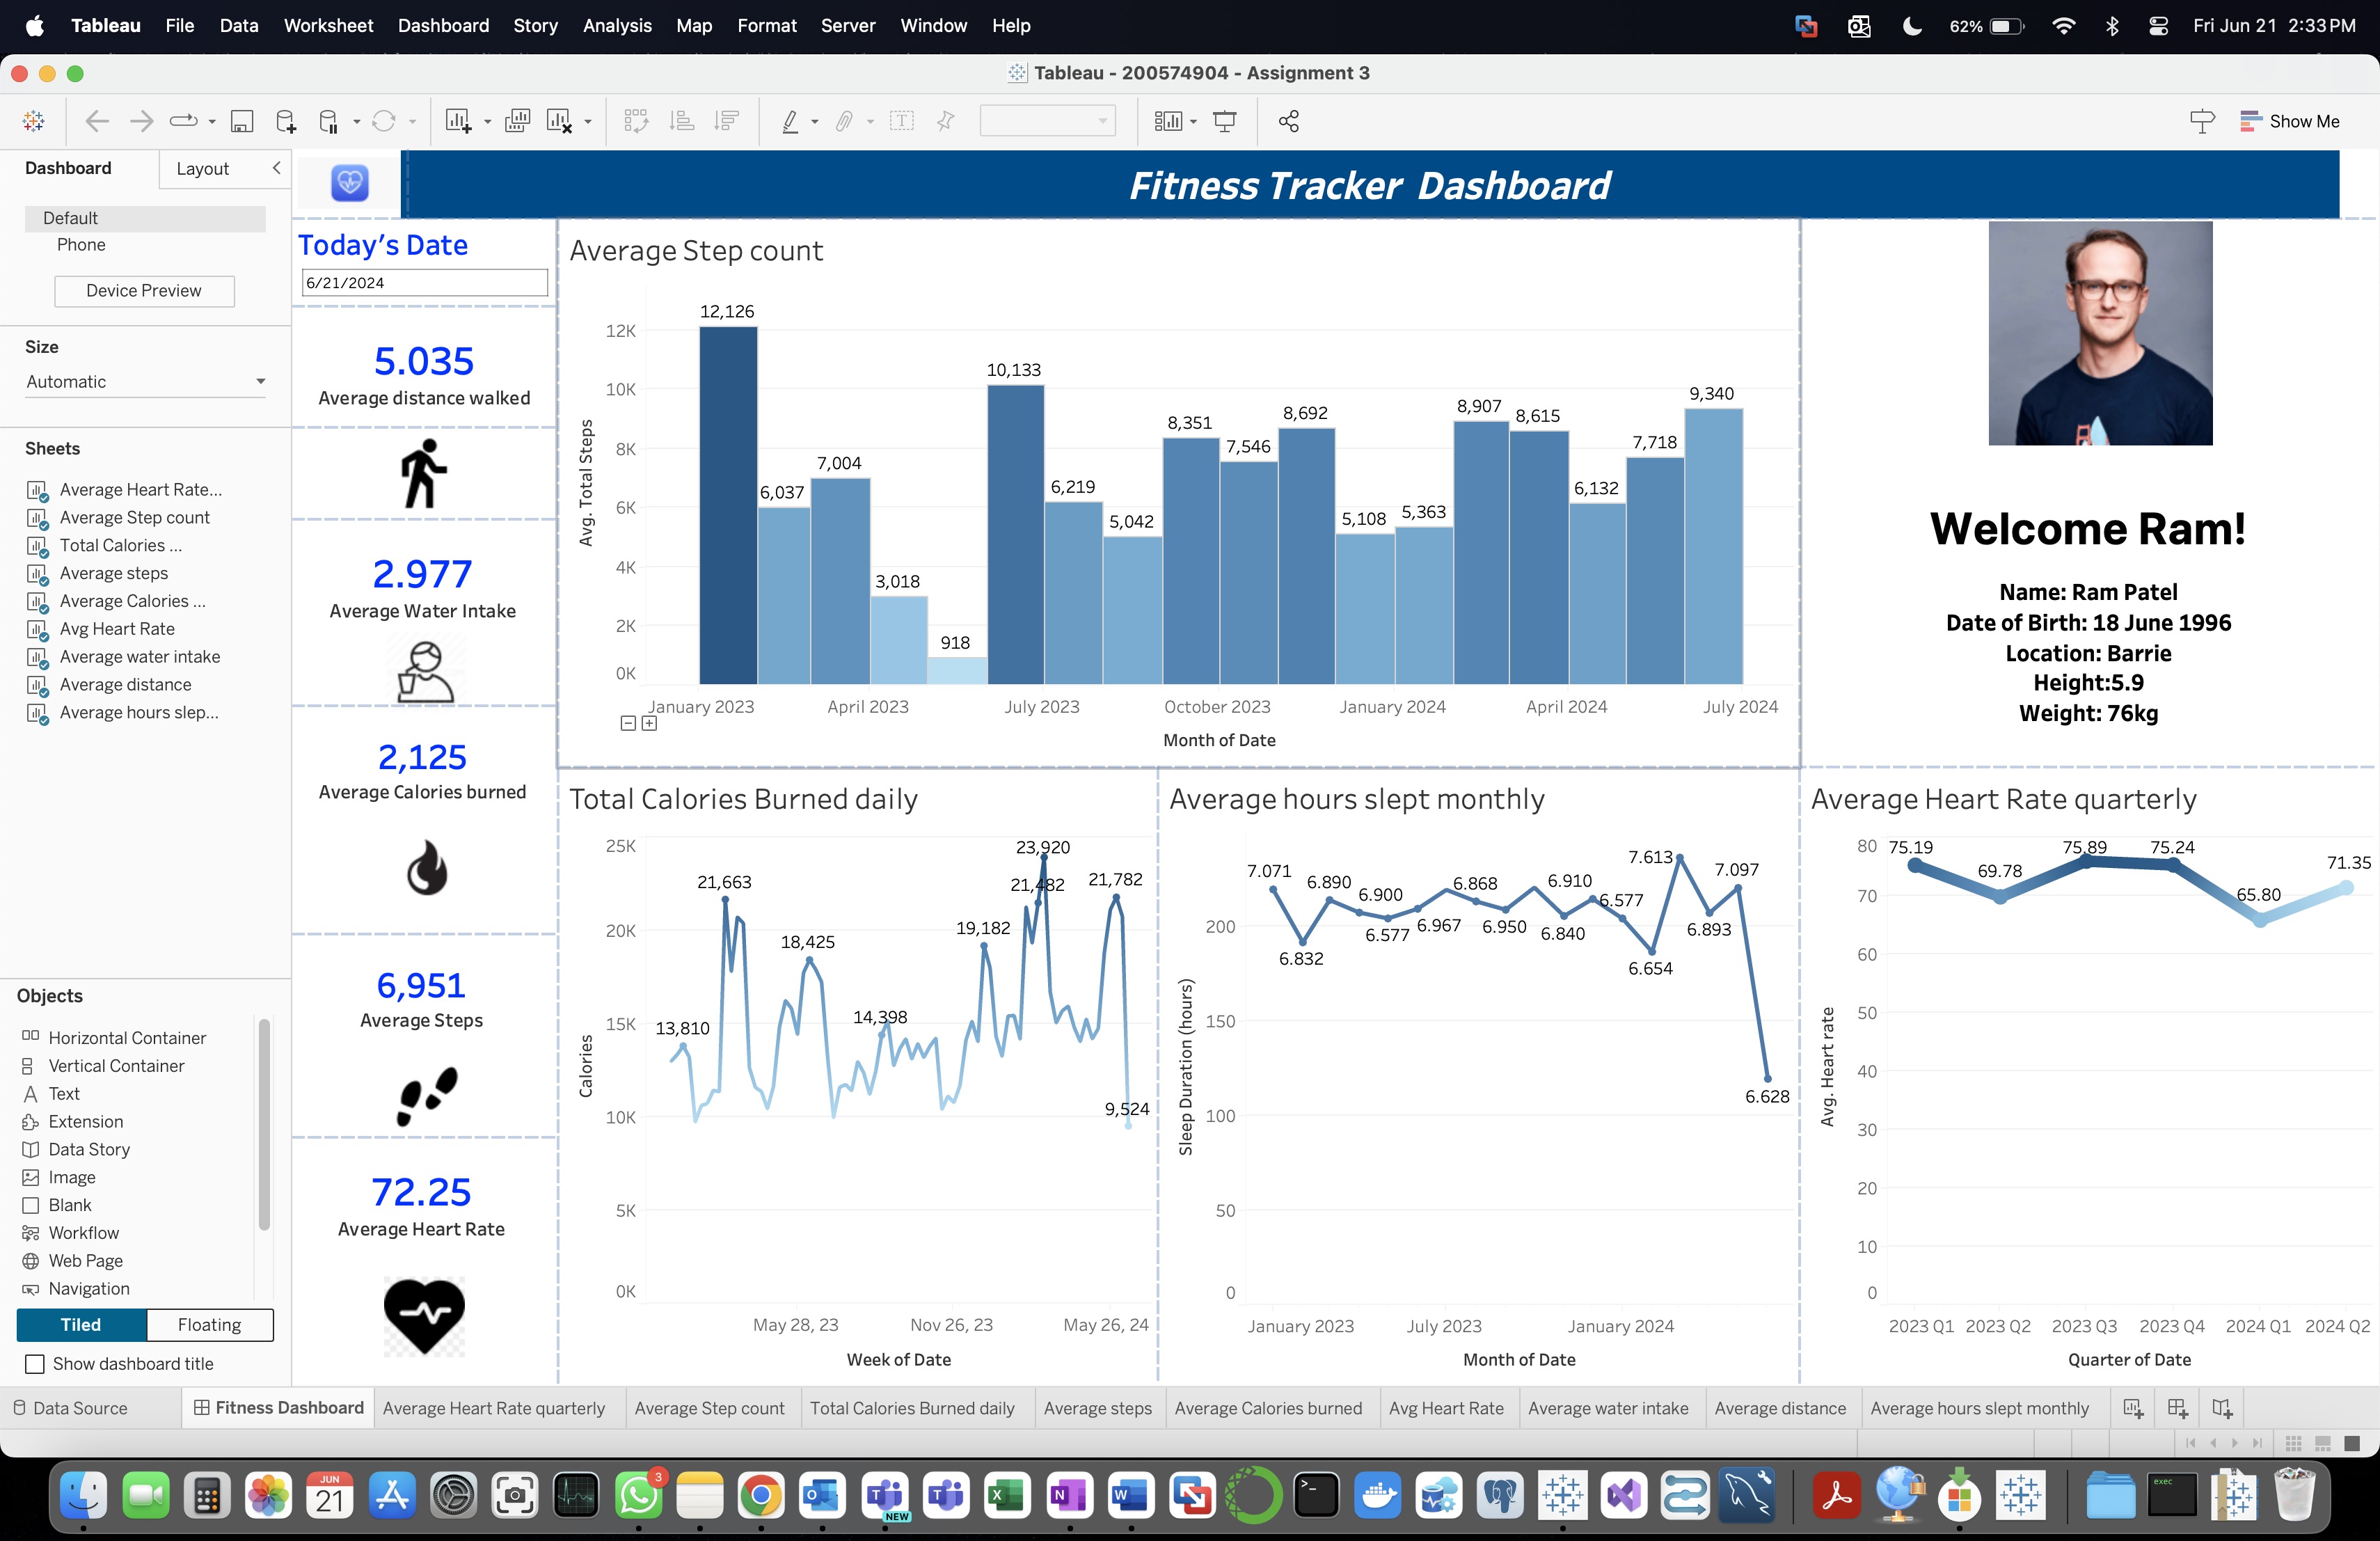 Tableau File Data Worksheet Dashboard Story Analysis Map Format Server Window Help 62% Fri Jun 21 2:33 PM
Tableau - 200574904 - Assignment 3
Show Me
Dashboard Layout
Default
Phone
Device Preview
Size
Automatic
Sheets
Average Heart Rate...
Average Step count
Total Calories ...
Average steps
Average Calories ...
Avg Heart Rate
Average water intake
Average distance
Average hours slep...
Objects
Horizontal Container
Vertical Container
Text
Extension
Data Story
Image
Blank
Workflow
Web Page
Navigation
Tiled Floating
Show dashboard title
Fitness Tracker Dashboard
Today's Date
6/21/2024
5.035
Average distance walked
2.977
Average Water Intake
2,125
Average Calories burned
6,951
Average Steps
72.25
Average Heart Rate
Average Step count
Avg. Total Steps
12K
10K
8K
6K
4K
2K
0K
12,126
6,037
7,004
3,018
918
10,133
6,219
5,042
8,351
7,546
8,692
5,108
5,363
8,907
8,615
6,132
7,718
9,340
January 2023 April 2023 July 2023 October 2023 January 2024 April 2024 July 2024
Month of Date
Welcome Ram!
Name: Ram Patel
Date of Birth: 18 June 1996
Location: Barrie
Height:5.9
Weight: 76kg
Total Calories Burned daily
Calories
25K
20K
15K
10K
5K
0K
13,810
21,663
18,425
14,398
19,182
21,482
23,920
21,782
9,524
May 28, 23 Nov 26, 23 May 26, 24
Week of Date
Average hours slept monthly
Sleep Duration (hours)
200
150
100
50
0
7.071
6.832
6.890
6.900
6.577
6.967
6.868
6.950
6.910
6.840
6.577
6.654
7.613
6.893
7.097
6.628
January 2023 July 2023 January 2024
Month of Date
Average Heart Rate quarterly
Avg. Heart rate
80
70
60
50
40
30
20
10
0
75.19
69.78
75.89
75.24
65.80
71.35
2023 Q1 2023 Q2 2023 Q3 2023 Q4 2024 Q1 2024 Q2
Quarter of Date
Data Source Fitness Dashboard Average Heart Rate quarterly Average Step count Total Calories Burned daily Average steps Average Calories burned Avg Heart Rate Average water intake Average distance Average hours slept monthly
JUN
21
3
NEW
exec